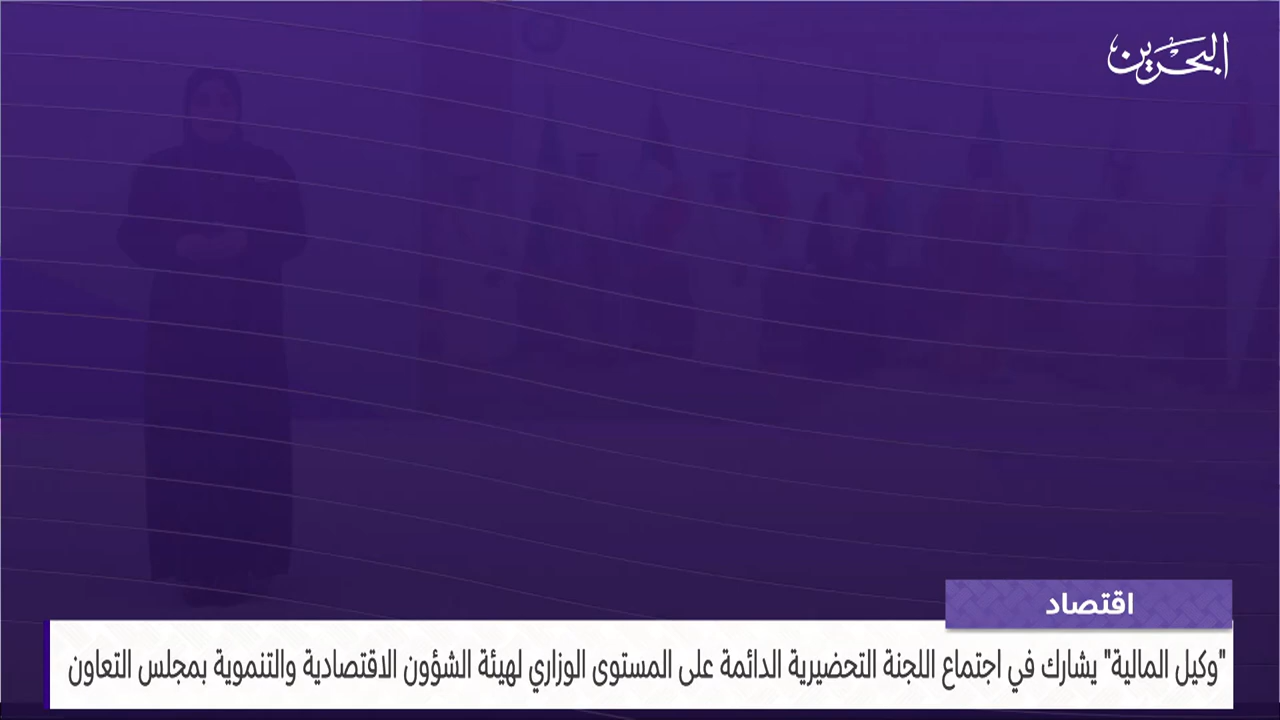 البحرين
اقتصاد
"وكيل المالية" يشارك في اجتماع اللجنة التحضيرية الدائمة على المستوى الوزاري لهيئة الشؤون الاقتصادية والتنموية بمجلس التعاون